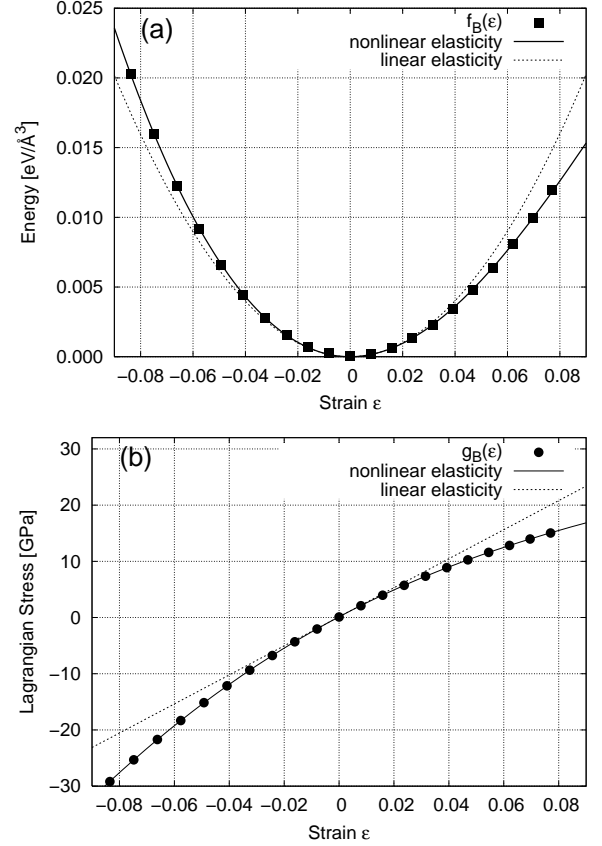 (a)
f_B(ε)
nonlinear elasticity
linear elasticity
Energy [eV/Å³]
0.025
0.020
0.015
0.010
0.005
0.000
−0.08 −0.06 −0.04 −0.02 0 0.02 0.04 0.06 0.08
Strain ε
(b)
g_B(ε)
nonlinear elasticity
linear elasticity
Lagrangian Stress [GPa]
30
20
10
0
−10
−20
−30
−0.08 −0.06 −0.04 −0.02 0 0.02 0.04 0.06 0.08
Strain ε